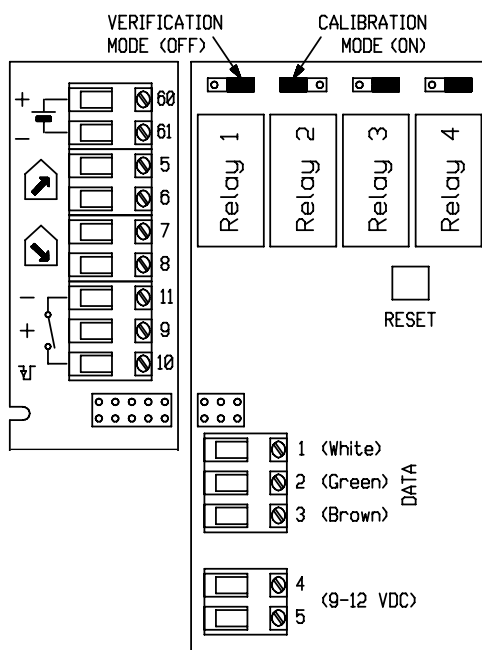 VERIFICATION
MODE (OFF)
CALIBRATION
MODE (ON)
+
60
−
61
5
6
7
8
−
11
+
9
10
Relay 1
Relay 2
Relay 3
Relay 4
RESET
1 (White)
2 (Green)
3 (Brown)
DATA
4
5
(9-12 VDC)